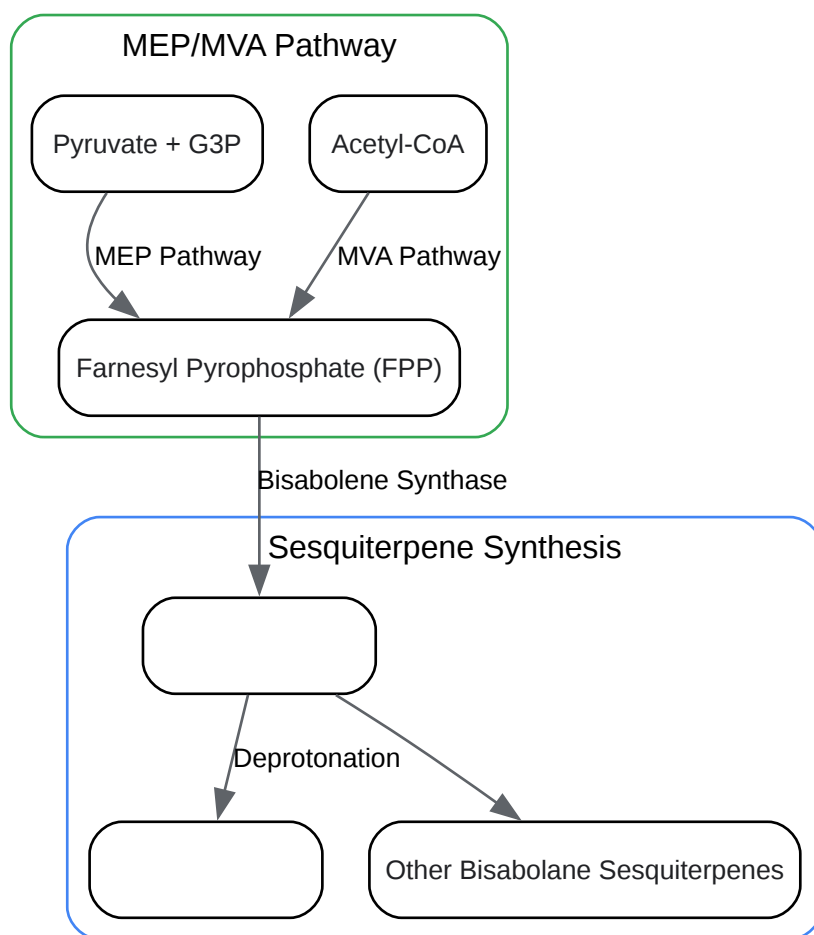 MEP/MVA Pathway
Pyruvate + G3P
Acetyl-CoA
MEP Pathway
MVA Pathway
Farnesyl Pyrophosphate (FPP)
Bisabolene Synthase
Sesquiterpene Synthesis
Deprotonation
Other Bisabolane Sesquiterpenes